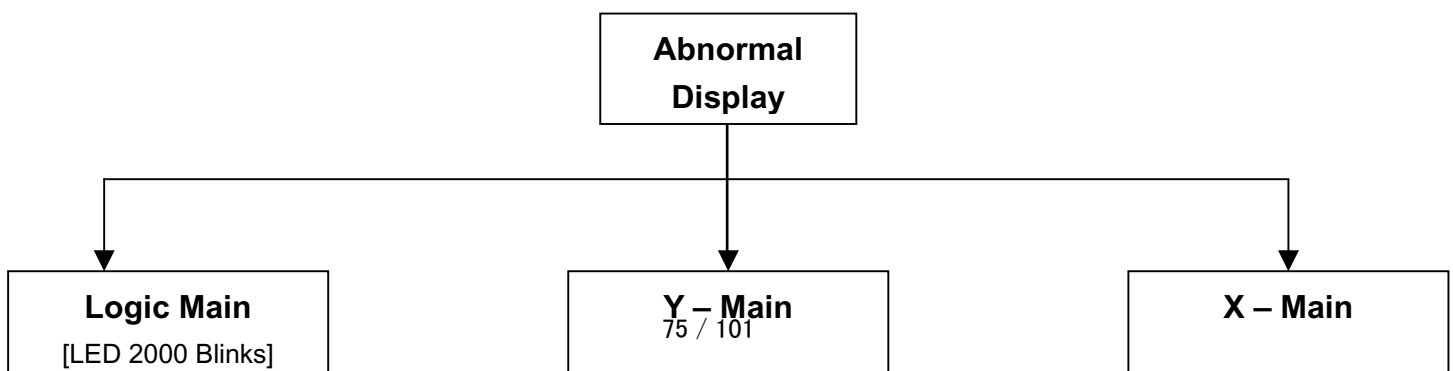 Abnormal
Display
Logic Main
[LED 2000 Blinks]
Y – Main
75 / 101
X – Main